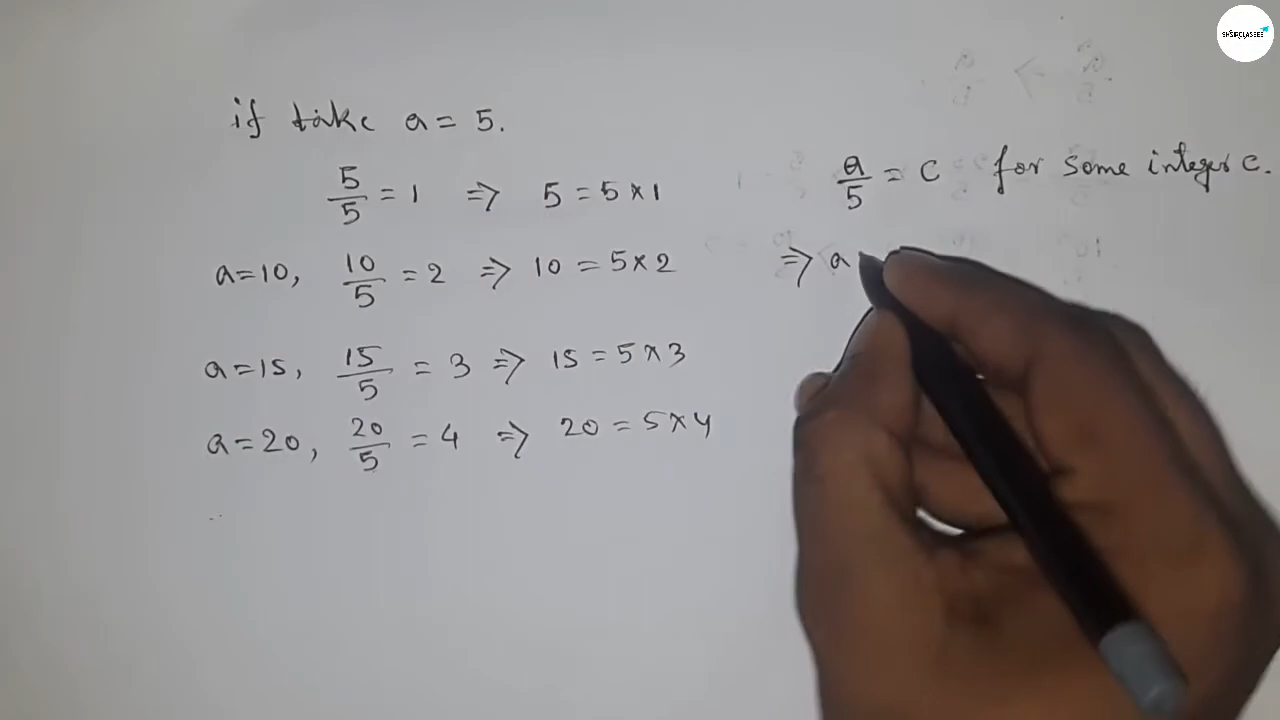 if take a = 5.
5/5 = 1 ⇒ 5 = 5 × 1
a = 10, 10/5 = 2 ⇒ 10 = 5 × 2
a = 15, 15/5 = 3 ⇒ 15 = 5 × 3
a = 20, 20/5 = 4 ⇒ 20 = 5 × 4
a/5 = c for some integer c.
⇒ a
SHSIRCLASSES